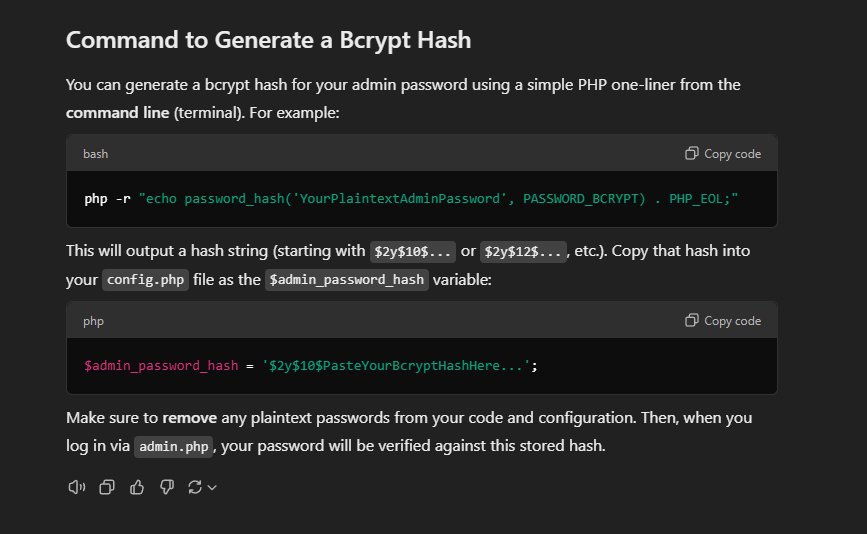 Command to Generate a Bcrypt Hash
You can generate a bcrypt hash for your admin password using a simple PHP one-liner from the
command line (terminal). For example:
bash
Copy code
php -r "echo password_hash('YourPlaintextAdminPassword', PASSWORD_BCRYPT) . PHP_EOL;"
This will output a hash string (starting with $2y$10$... or $2y$12$..., etc.). Copy that hash into
your config.php file as the $admin_password_hash variable:
php
Copy code
$admin_password_hash = '$2y$10$PasteYourBcryptHashHere...';
Make sure to remove any plaintext passwords from your code and configuration. Then, when you
log in via admin.php, your password will be verified against this stored hash.